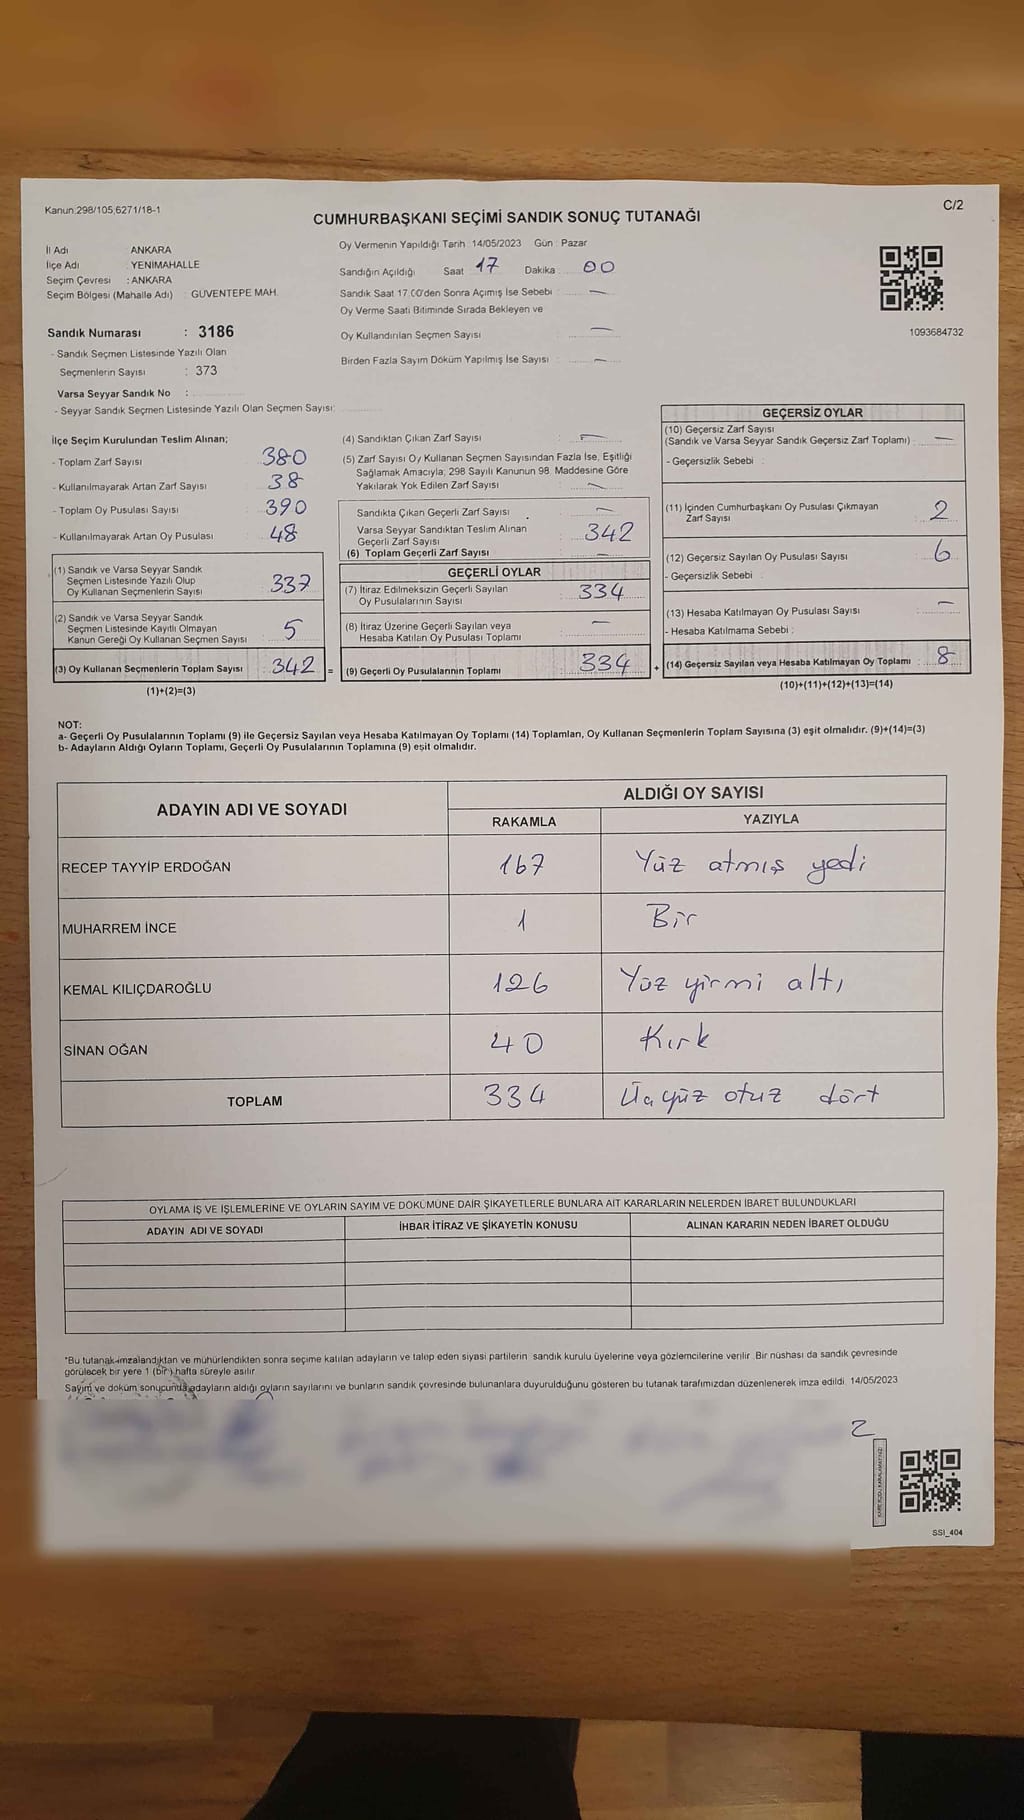 Kanun:298/105,6271/18-1
C/2
CUMHURBAŞKANI SEÇİMİ SANDIK SONUÇ TUTANAĞI
İl Adı ANKARA
İlçe Adı : YENİMAHALLE
Seçim Çevresi : ANKARA
Seçim Bölgesi (Mahalle Adı) : GÜVENTEPE MAH.
Sandık Numarası : 3186
- Sandık Seçmen Listesinde Yazılı Olan
Seçmenlerin Sayısı : 373
Varsa Seyyar Sandık No :
- Seyyar Sandık Seçmen Listesinde Yazılı Olan Seçmen Sayısı:
Oy Vermenin Yapıldığı Tarih : 14/05/2023 Gün : Pazar
Sandığın Açıldığı Saat 17 Dakika : 00
Sandık Saat 17:00'den Sonra Açımış İse Sebebi : —
Oy Verme Saati Bitiminde Sırada Bekleyen ve
Oy Kullandırılan Seçmen Sayısı : —
Birden Fazla Sayım Döküm Yapılmış İse Sayısı : —
1093684732
İlçe Seçim Kurulundan Teslim Alınan;
- Toplam Zarf Sayısı : 380
- Kullanılmayarak Artan Zarf Sayısı : 38
- Toplam Oy Pusulası Sayısı : 390
- Kullanılmayarak Artan Oy Pusulası : 48
(1) Sandık ve Varsa Seyyar Sandık
Seçmen Listesinde Yazılı Olup
Oy Kullanan Seçmenlerin Sayısı : 337
(2) Sandık ve Varsa Seyyar Sandık
Seçmen Listesinde Kayıtlı Olmayan
Kanun Gereği Oy Kullanan Seçmen Sayısı : 5
(3) Oy Kullanan Seçmenlerin Toplam Sayısı : 342 =
(1)+(2)=(3)
(4) Sandıktan Çıkan Zarf Sayısı : —
(5) Zarf Sayısı Oy Kullanan Seçmen Sayısından Fazla İse, Eşitliği
Sağlamak Amacıyla; 298 Sayılı Kanunun 98. Maddesine Göre
Yakılarak Yok Edilen Zarf Sayısı : —
Sandıkta Çıkan Geçerli Zarf Sayısı : —
Varsa Seyyar Sandıktan Teslim Alınan
Geçerli Zarf Sayısı : 342
(6) Toplam Geçerli Zarf Sayısı : —
GEÇERLİ OYLAR
(7) İtiraz Edilmeksizin Geçerli Sayılan
Oy Pusulalarının Sayısı : 334
(8) İtiraz Üzerine Geçerli Sayılan veya
Hesaba Katılan Oy Pusulası Toplamı : —
(9) Geçerli Oy Pusulalarının Toplamı : 334 +
GEÇERSİZ OYLAR
(10) Geçersiz Zarf Sayısı
(Sandık ve Varsa Seyyar Sandık Geçersiz Zarf Toplamı) : —
- Geçersizlik Sebebi :
(11) İçinden Cumhurbaşkanı Oy Pusulası Çıkmayan
Zarf Sayısı : 2
(12) Geçersiz Sayılan Oy Pusulası Sayısı : 6
- Geçersizlik Sebebi :
(13) Hesaba Katılmayan Oy Pusulası Sayısı : —
- Hesaba Katılmama Sebebi :
(14) Geçersiz Sayılan veya Hesaba Katılmayan Oy Toplamı : 8
(10)+(11)+(12)+(13)=(14)
NOT:
a- Geçerli Oy Pusulalarının Toplamı (9) ile Geçersiz Sayılan veya Hesaba Katılmayan Oy Toplamı (14) Toplamları, Oy Kullanan Seçmenlerin Toplam Sayısına (3) eşit olmalıdır. (9)+(14)=(3)
b- Adayların Aldığı Oyların Toplamı, Geçerli Oy Pusulalarının Toplamına (9) eşit olmalıdır.
ADAYIN ADI VE SOYADI
ALDIĞI OY SAYISI
RAKAMLA YAZIYLA
RECEP TAYYİP ERDOĞAN 167 Yüz atmış yedi
MUHARREM İNCE 1 Bir
KEMAL KILIÇDAROĞLU 126 Yüz yirmi altı
SİNAN OĞAN 40 Kırk
TOPLAM 334 Üçyüz otuz dört
OYLAMA İŞ VE İŞLEMLERİNE VE OYLARIN SAYIM VE DÖKÜMÜNE DAİR ŞİKAYETLERLE BUNLARA AİT KARARLARIN NELERDEN İBARET BULUNDUKLARI
ADAYIN ADI VE SOYADI İHBAR İTİRAZ VE ŞİKAYETİN KONUSU ALINAN KARARIN NEDEN İBARET OLDUĞU
*Bu tutanak imzalandıktan ve mühürlendikten sonra seçime katılan adayların ve talep eden siyasi partilerin sandık kurulu üyelerine veya gözlemcilerine verilir. Bir nüshası da sandık çevresinde
görülecek bir yere 1 (bir) hafta süreyle asılır
Sayım ve döküm sonucunda adayların aldığı oyların sayılarını ve bunların sandık çevresinde bulunanlara duyurulduğunu gösteren bu tutanak tarafımızdan düzenlenerek imza edildi. 14/05/2023
2
SSI_404